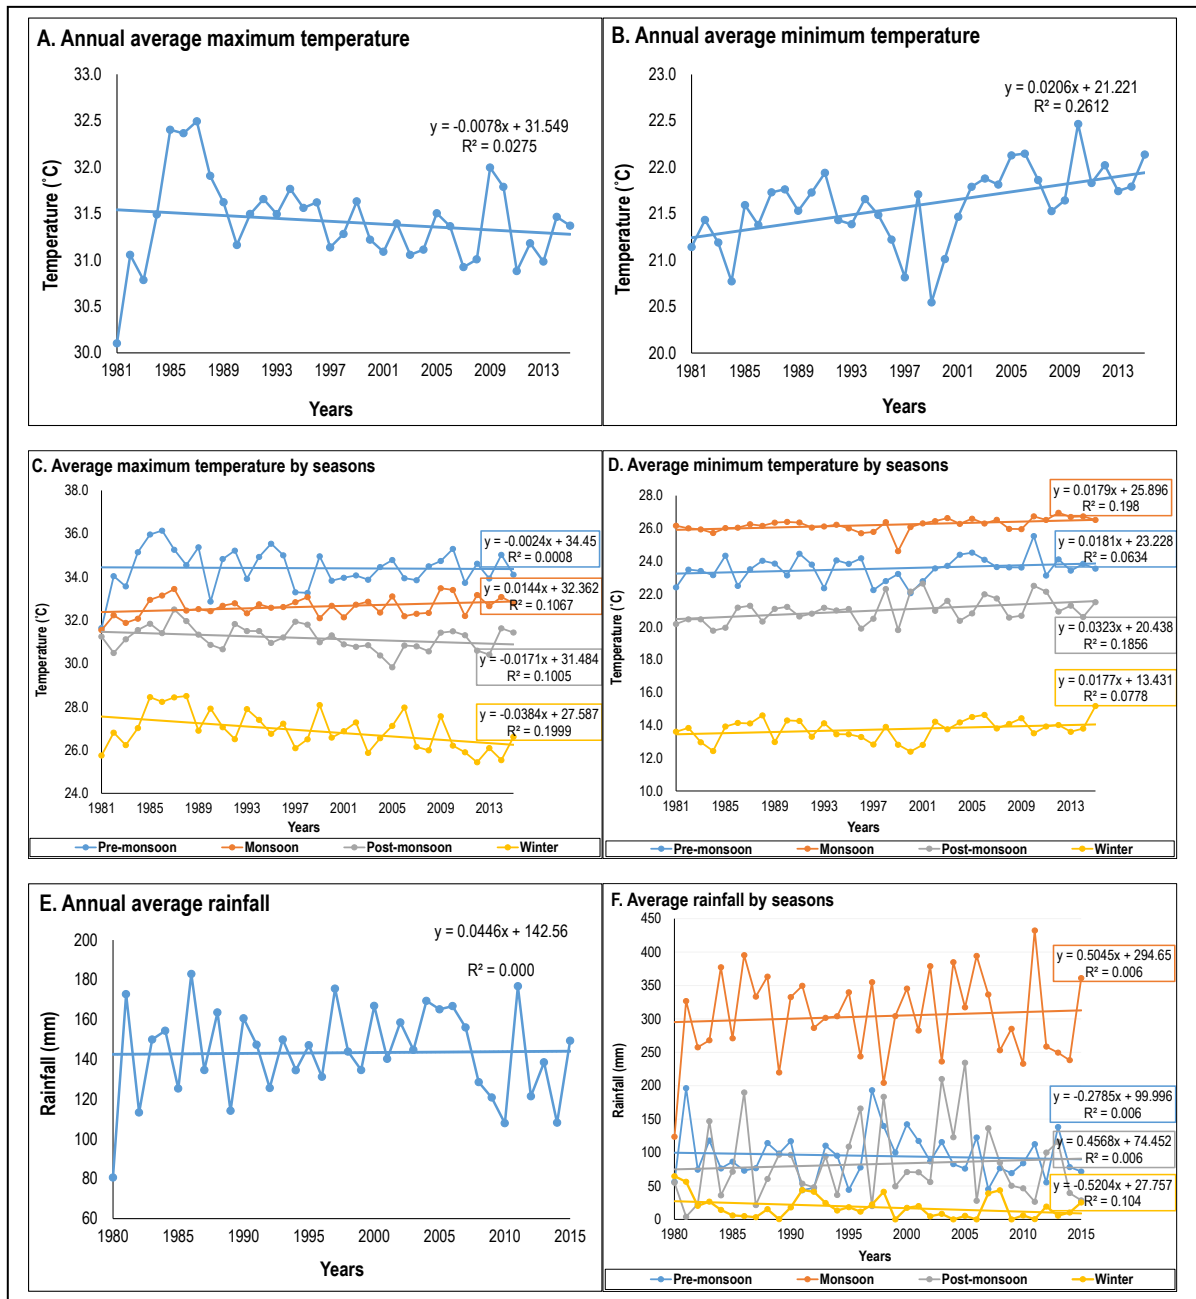 A. Annual average maximum temperature
33.0
32.5
32.0
31.5
31.0
30.5
30.0
Temperature (˚C)
y = -0.0078x + 31.549
R² = 0.0275
1981 1985 1989 1993 1997 2001 2005 2009 2013
Years
B. Annual average minimum temperature
23.0
22.5
22.0
21.5
21.0
20.5
20.0
Temperature (˚C)
y = 0.0206x + 21.221
R² = 0.2612
1981 1985 1989 1993 1997 2001 2005 2009 2013
Years
C. Average maximum temperature by seasons
38.0
36.0
34.0
32.0
30.0
28.0
26.0
24.0
Temperature (˚C)
y = -0.0024x + 34.45
R² = 0.0008
y = 0.0144x + 32.362
R² = 0.1067
y = -0.0171x + 31.484
R² = 0.1005
y = -0.0384x + 27.587
R² = 0.1999
1981 1985 1989 1993 1997 2001 2005 2009 2013
Years
Pre-monsoon Monsoon Post-monsoon Winter
D. Average minimum temperature by seasons
28.0
26.0
24.0
22.0
20.0
18.0
16.0
14.0
12.0
10.0
Temperature (˚C)
y = 0.0179x + 25.896
R² = 0.198
y = 0.0181x + 23.228
R² = 0.0634
y = 0.0323x + 20.438
R² = 0.1856
y = 0.0177x + 13.431
R² = 0.0778
1981 1985 1989 1993 1997 2001 2005 2009 2013
Years
Pre-monsoon Monsoon Post-monsoon Winter
E. Annual average rainfall
200
180
160
140
120
100
80
60
Rainfall (mm)
y = 0.0446x + 142.56
R² = 0.000
1980 1985 1990 1995 2000 2005 2010 2015
Years
F. Average rainfall by seasons
450
400
350
300
250
200
150
100
50
0
Rainfall (mm)
y = 0.5045x + 294.65
R² = 0.006
y = -0.2785x + 99.996
R² = 0.006
y = 0.4568x + 74.452
R² = 0.006
y = -0.5204x + 27.757
R² = 0.104
1980 1985 1990 1995 2000 2005 2010 2015
Years
Pre-monsoon Monsoon Post-monsoon Winter